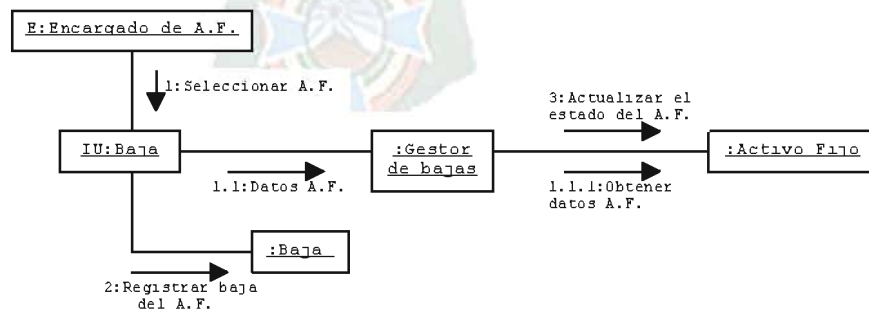 E:Encargado de A.F.
1:Seleccionar A.F.
3:Actualizar el
estado del A.F.
IU:Baja
:Gestor
de bajas
:Activo Fijo
1.1:Datos A.F.
1.1.1:Obtener
datos A.F.
:Baja
2:Registrar baja
del A.F.